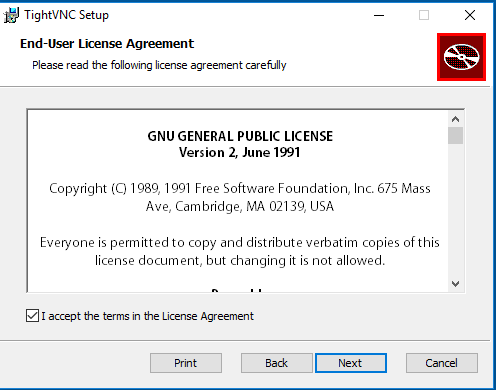 TightVNC Setup
End-User License Agreement
Please read the following license agreement carefully
GNU GENERAL PUBLIC LICENSE
Version 2, June 1991
Copyright (C) 1989, 1991 Free Software Foundation, Inc. 675 Mass
Ave, Cambridge, MA 02139, USA
Everyone is permitted to copy and distribute verbatim copies of this
license document, but changing it is not allowed.
I accept the terms in the License Agreement
Print
Back
Next
Cancel